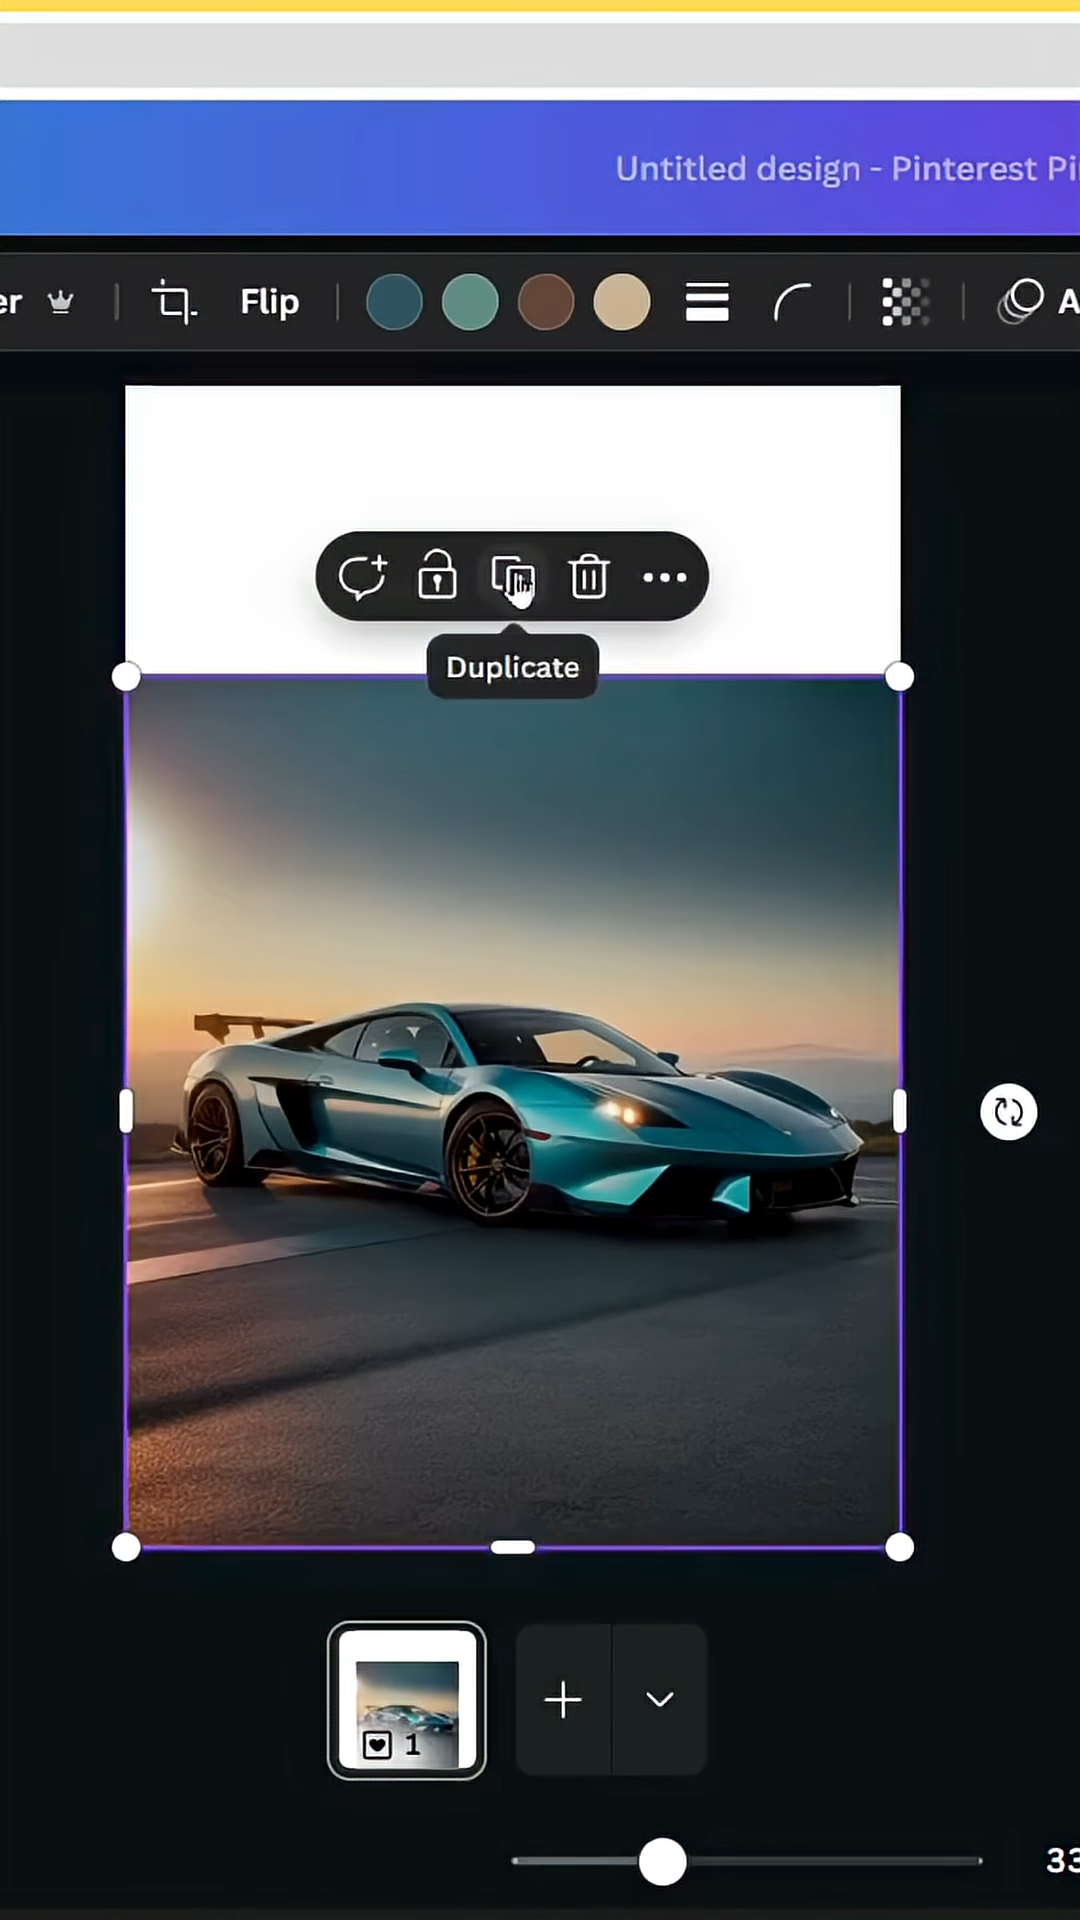 Untitled design - Pinterest Pi
er
Flip
A
Duplicate
1
33